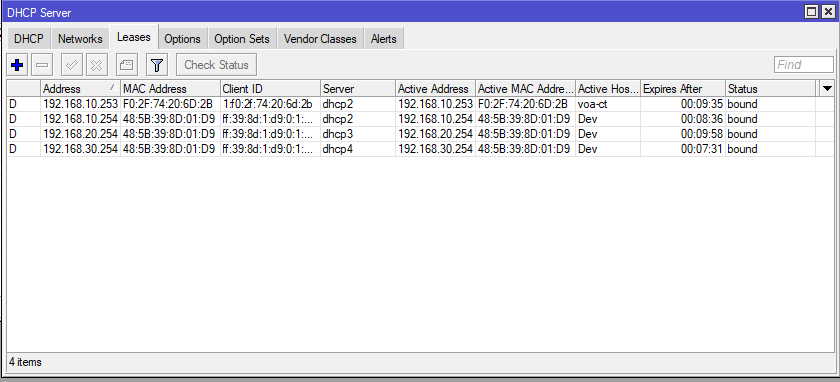 DHCP Server
DHCP Networks Leases Options Option Sets Vendor Classes Alerts
Check Status Find
Address MAC Address Client ID Server Active Address Active MAC Addre... Active Hos... Expires After Status
D 192.168.10.253 F0:2F:74:20:6D:2B 1:f0:2f:74:20:6d:2b dhcp2 192.168.10.253 F0:2F:74:20:6D:2B voa-ct 00:09:35 bound
D 192.168.10.254 48:5B:39:8D:01:D9 ff:39:8d:1:d9:0:1:... dhcp2 192.168.10.254 48:5B:39:8D:01:D9 Dev 00:08:36 bound
D 192.168.20.254 48:5B:39:8D:01:D9 ff:39:8d:1:d9:0:1:... dhcp3 192.168.20.254 48:5B:39:8D:01:D9 Dev 00:09:58 bound
D 192.168.30.254 48:5B:39:8D:01:D9 ff:39:8d:1:d9:0:1:... dhcp4 192.168.30.254 48:5B:39:8D:01:D9 Dev 00:07:31 bound
4 items